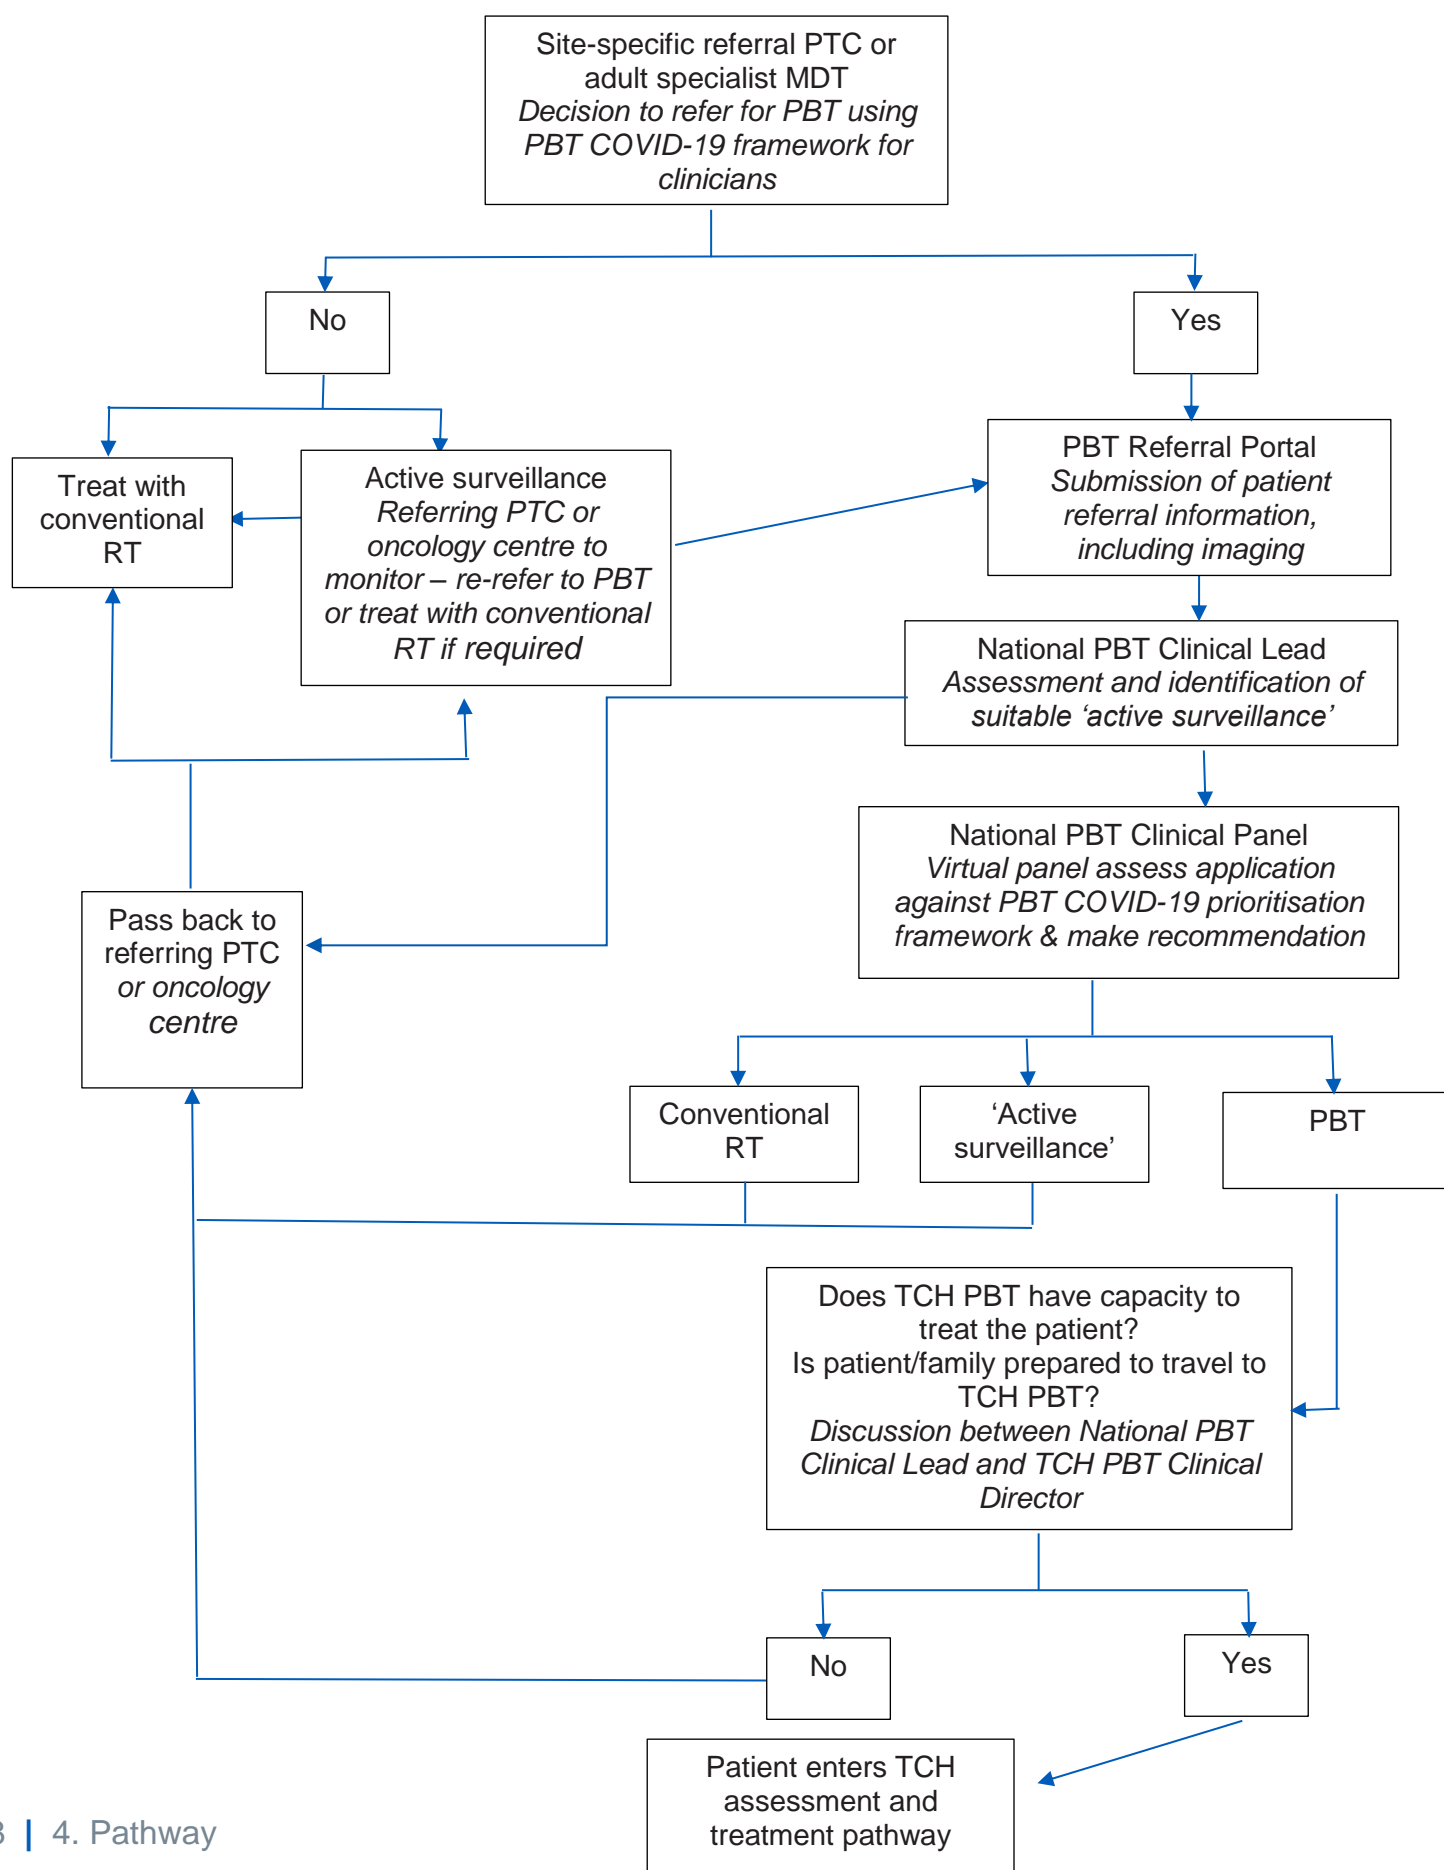 Site-specific referral PTC or
adult specialist MDT
Decision to refer for PBT using
PBT COVID-19 framework for
clinicians
No
Yes
Treat with
conventional
RT
Active surveillance
Referring PTC or
oncology centre to
monitor – re-refer to PBT
or treat with conventional
RT if required
PBT Referral Portal
Submission of patient
referral information,
including imaging
National PBT Clinical Lead
Assessment and identification of
suitable ‘active surveillance’
National PBT Clinical Panel
Virtual panel assess application
against PBT COVID-19 prioritisation
framework & make recommendation
Pass back to
referring PTC
or oncology
centre
Conventional
RT
‘Active
surveillance’
PBT
Does TCH PBT have capacity to
treat the patient?
Is patient/family prepared to travel to
TCH PBT?
Discussion between National PBT
Clinical Lead and TCH PBT Clinical
Director
No
Yes
Patient enters TCH
assessment and
treatment pathway
3 | 4. Pathway